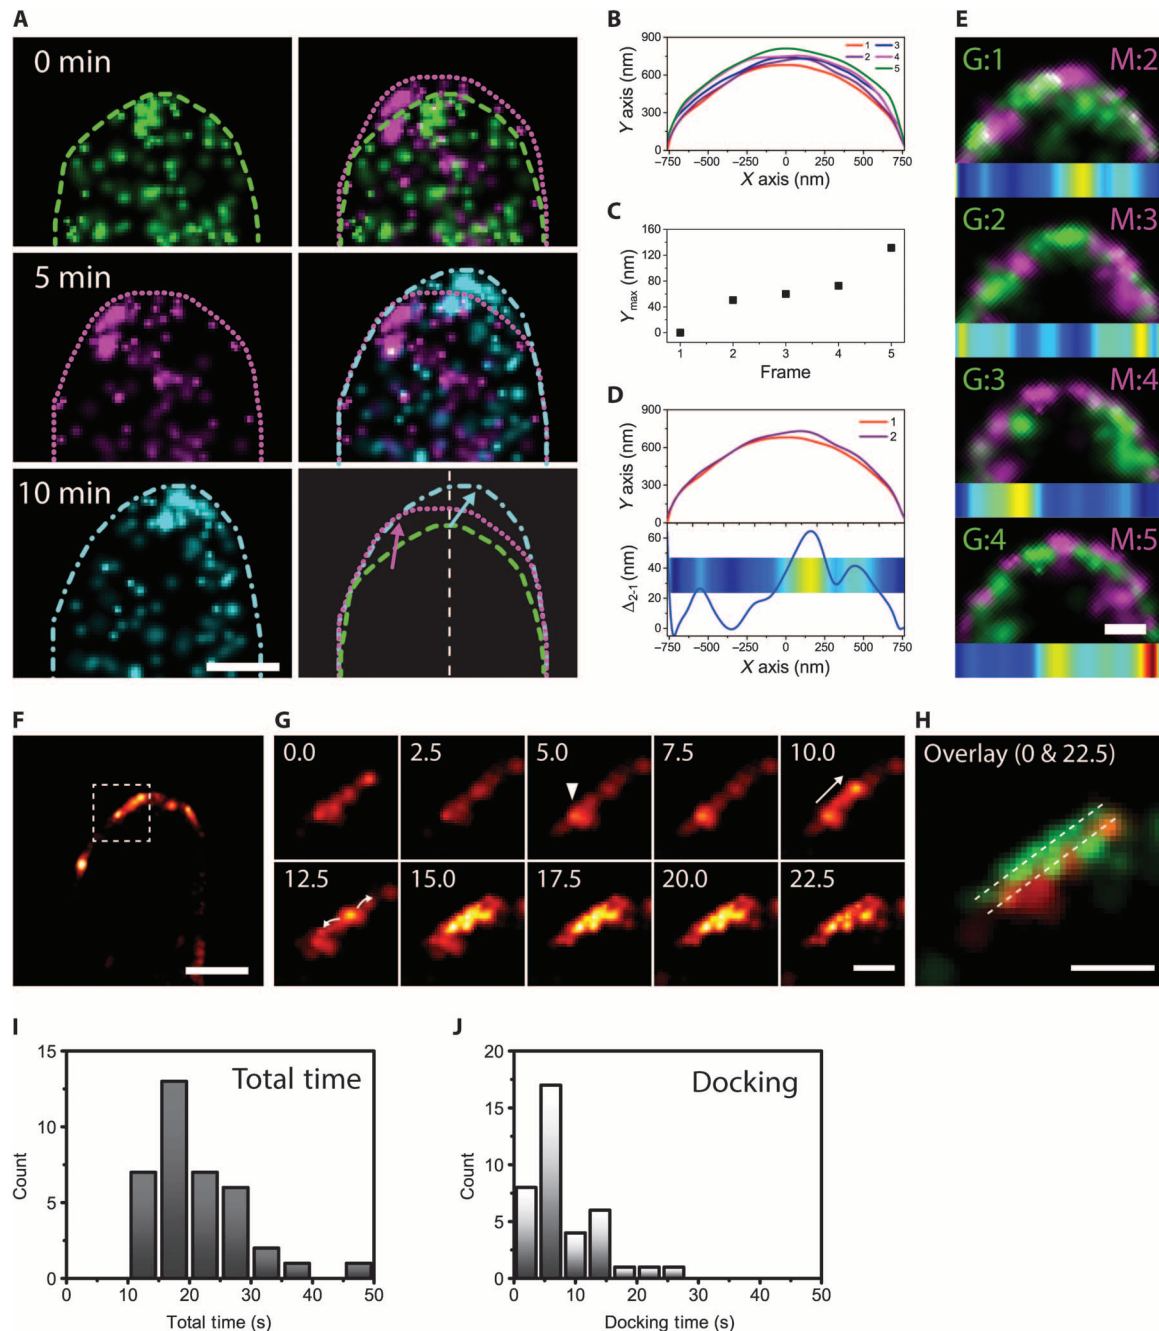 A
0 min
5 min
10 min
B
Y axis (nm)
900
600
300
0
1 3
2 4
5
−750 −500 −250 0 250 500 750
X axis (nm)
C
Ymax (nm)
160
120
80
40
0
1 2 3 4 5
Frame
D
Y axis (nm)
900
600
300
0
1
2
Δ2-1 (nm)
60
40
20
0
−750 −500 −250 0 250 500 750
X axis (nm)
E
G:1 M:2
G:2 M:3
G:3 M:4
G:4 M:5
F
G
0.0 2.5 5.0 7.5 10.0
12.5 15.0 17.5 20.0 22.5
H
Overlay (0 & 22.5)
I
Total time
Count
15
10
5
0
0 10 20 30 40 50
Total time (s)
J
Docking
Count
20
15
10
5
0
0 10 20 30 40 50
Docking time (s)